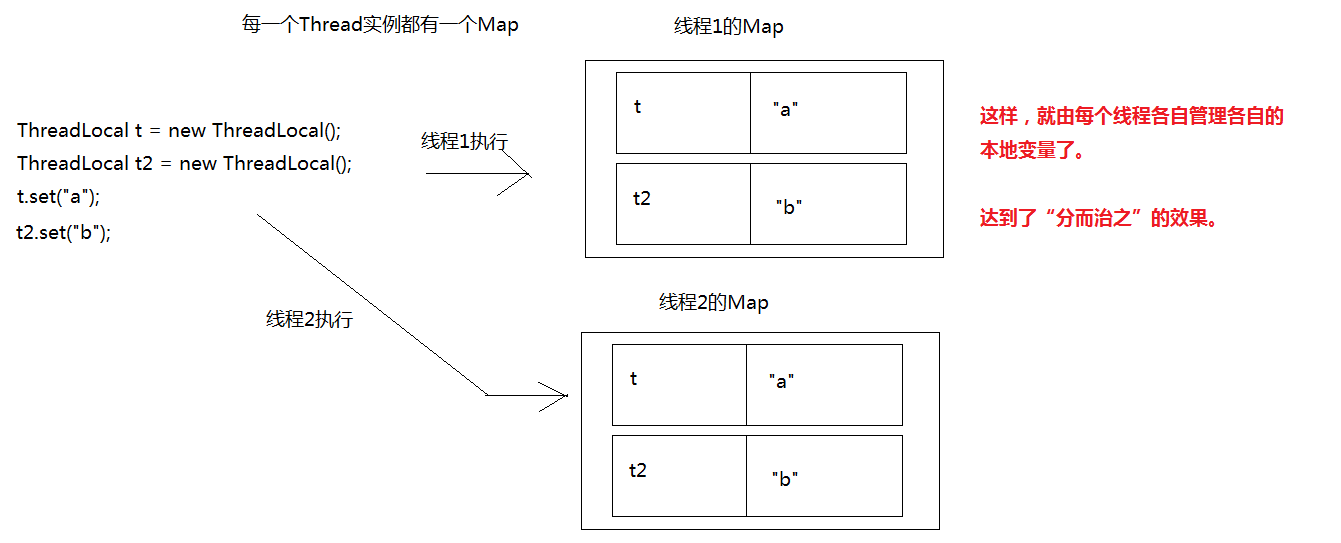 每一个Thread实例都有一个Map
ThreadLocal t = new ThreadLocal();
ThreadLocal t2 = new ThreadLocal();
t.set("a");
t2.set("b");
线程1执行
线程2执行
线程1的Map
t
"a"
t2
"b"
线程2的Map
t
"a"
t2
"b"
这样，就由每个线程各自管理各自的
本地变量了。
达到了“分而治之”的效果。